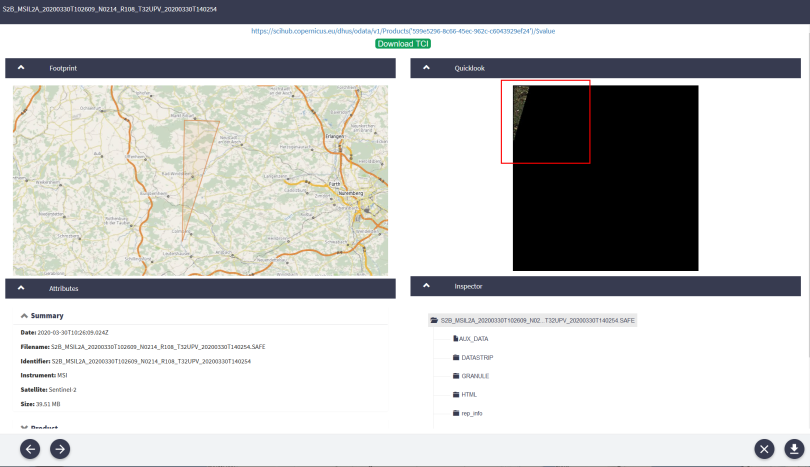 S2B_MSIL2A_20200330T102609_N0214_R108_T32UPV_20200330T140254
https://scihub.copernicus.eu/dhus/odata/v1/Products('599e5296-8c66-45ec-962c-c6043929ef24')/$value
Download TCI
Footprint
Quicklook
Erlangen
Fürth
Nuremberg
Attributes
Inspector
Summary
Date: 2020-03-30T10:26:09.024Z
Filename: S2B_MSIL2A_20200330T102609_N0214_R108_T32UPV_20200330T140254.SAFE
Identifier: S2B_MSIL2A_20200330T102609_N0214_R108_T32UPV_20200330T140254
Instrument: MSI
Satellite: Sentinel-2
Size: 39.51 MB
Product
S2B_MSIL2A_20200330T102609_N02...T32UPV_20200330T140254.SAFE
AUX_DATA
DATASTRIP
GRANULE
HTML
rep_info